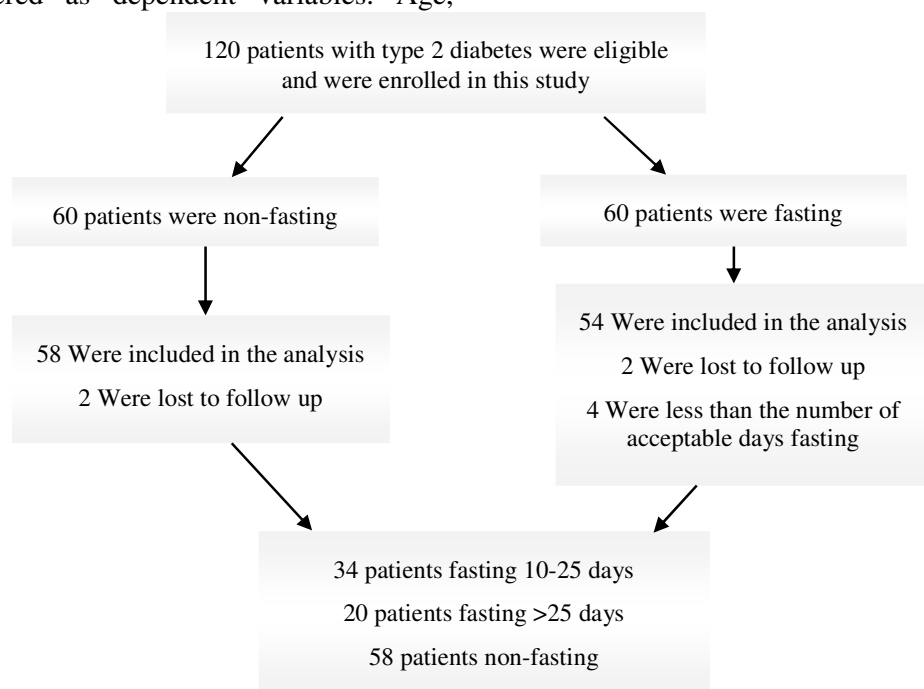 as dependent variables. Age,
120 patients with type 2 diabetes were eligible
and were enrolled in this study
60 patients were non-fasting
60 patients were fasting
58 Were included in the analysis
2 Were lost to follow up
54 Were included in the analysis
2 Were lost to follow up
4 Were less than the number of
acceptable days fasting
34 patients fasting 10-25 days
20 patients fasting >25 days
58 patients non-fasting